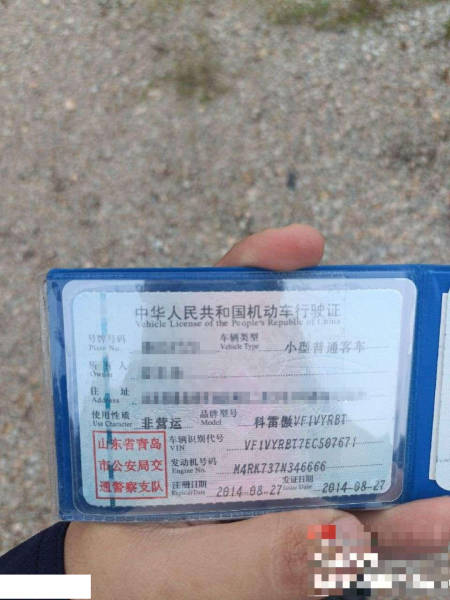 中华人民共和国机动车行驶证
Vehicle License of the People's Republic of China
号牌号码 Plate No. 车辆类型 Vehicle Type 小型普通客车
所有人 Owner
住 址 Address
使用性质 Use Character 非营运 品牌型号 Model 科雷傲VF1VYRBT
山东省青岛
市公安局交
通警察支队
车辆识别代号 VIN VF1VYRBT7EC507671
发动机号码 Engine No. M4RK737N346666
注册日期 Register Date 2014-08-27 发证日期 Issue Date 2014-08-27